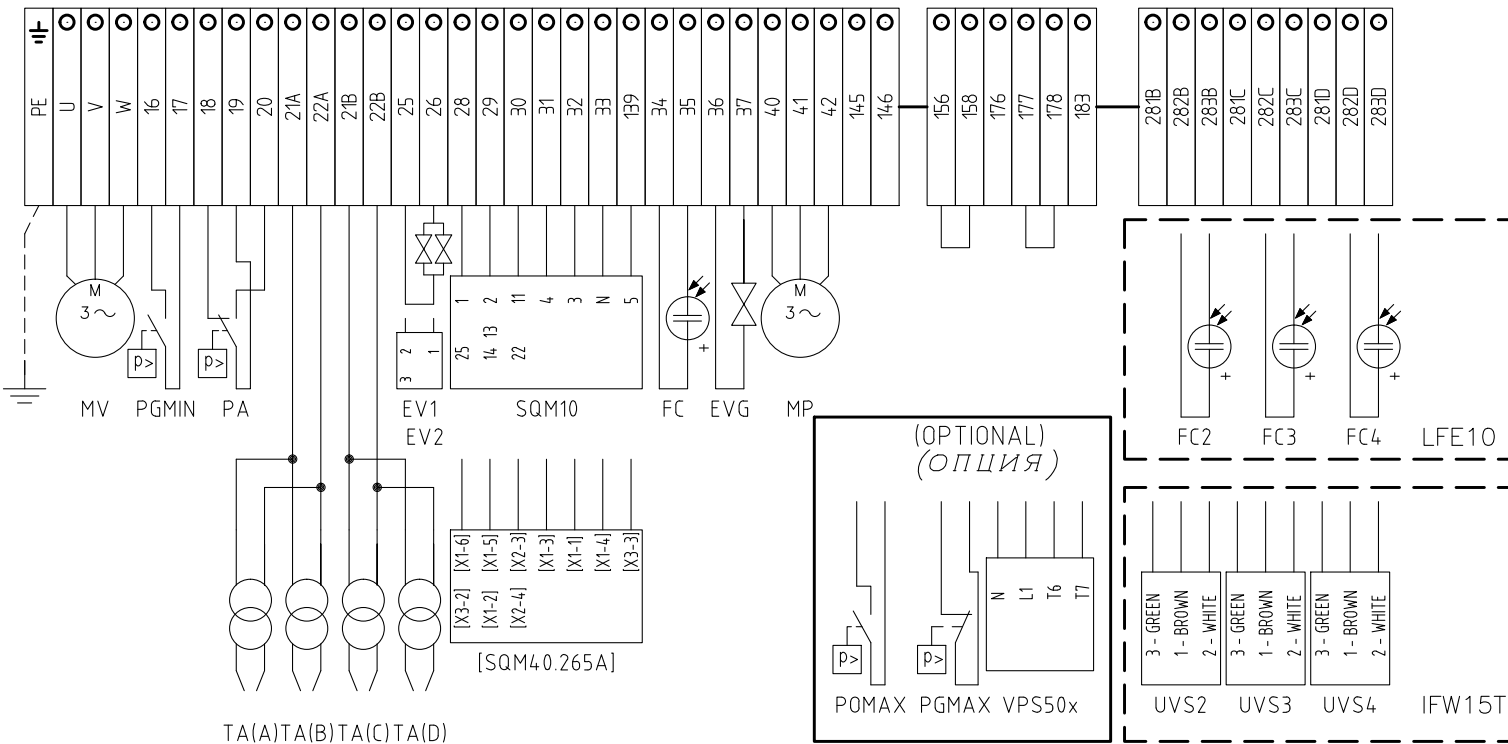 PE U V W 16 17 18 19 20 21A 22A 21B 22B 25 26 28 29 30 31 32 33 139 34 35 36 37 40 41 42 145 146 156 158 176 177 178 183 281B 282B 283B 281C 282C 283C 281D 282D 283D
M
3~
P>
P>
3 2 1
1 2 11 4 3 N 5
25 14 13 22
+
M
3~
+ + +
MV PGMIN PA EV1 SQM10 FC EVG MP
EV2
FC2 FC3 FC4 LFE10
(OPTIONAL)
(ОПЦИЯ)
[X1-6] [X1-5] [X2-3] [X1-3] [X1-1] [X1-4] [X3-3]
[X3-2] [X1-2] [X2-4]
[SQM40.265A]
P>
P>
N L1 T6 T7
POMAX PGMAX VPS50x
3 - GREEN
1 - BROWN
2 - WHITE
3 - GREEN
1 - BROWN
2 - WHITE
3 - GREEN
1 - BROWN
2 - WHITE
UVS2 UVS3 UVS4 IFW15T
TA(A) TA(B) TA(C) TA(D)